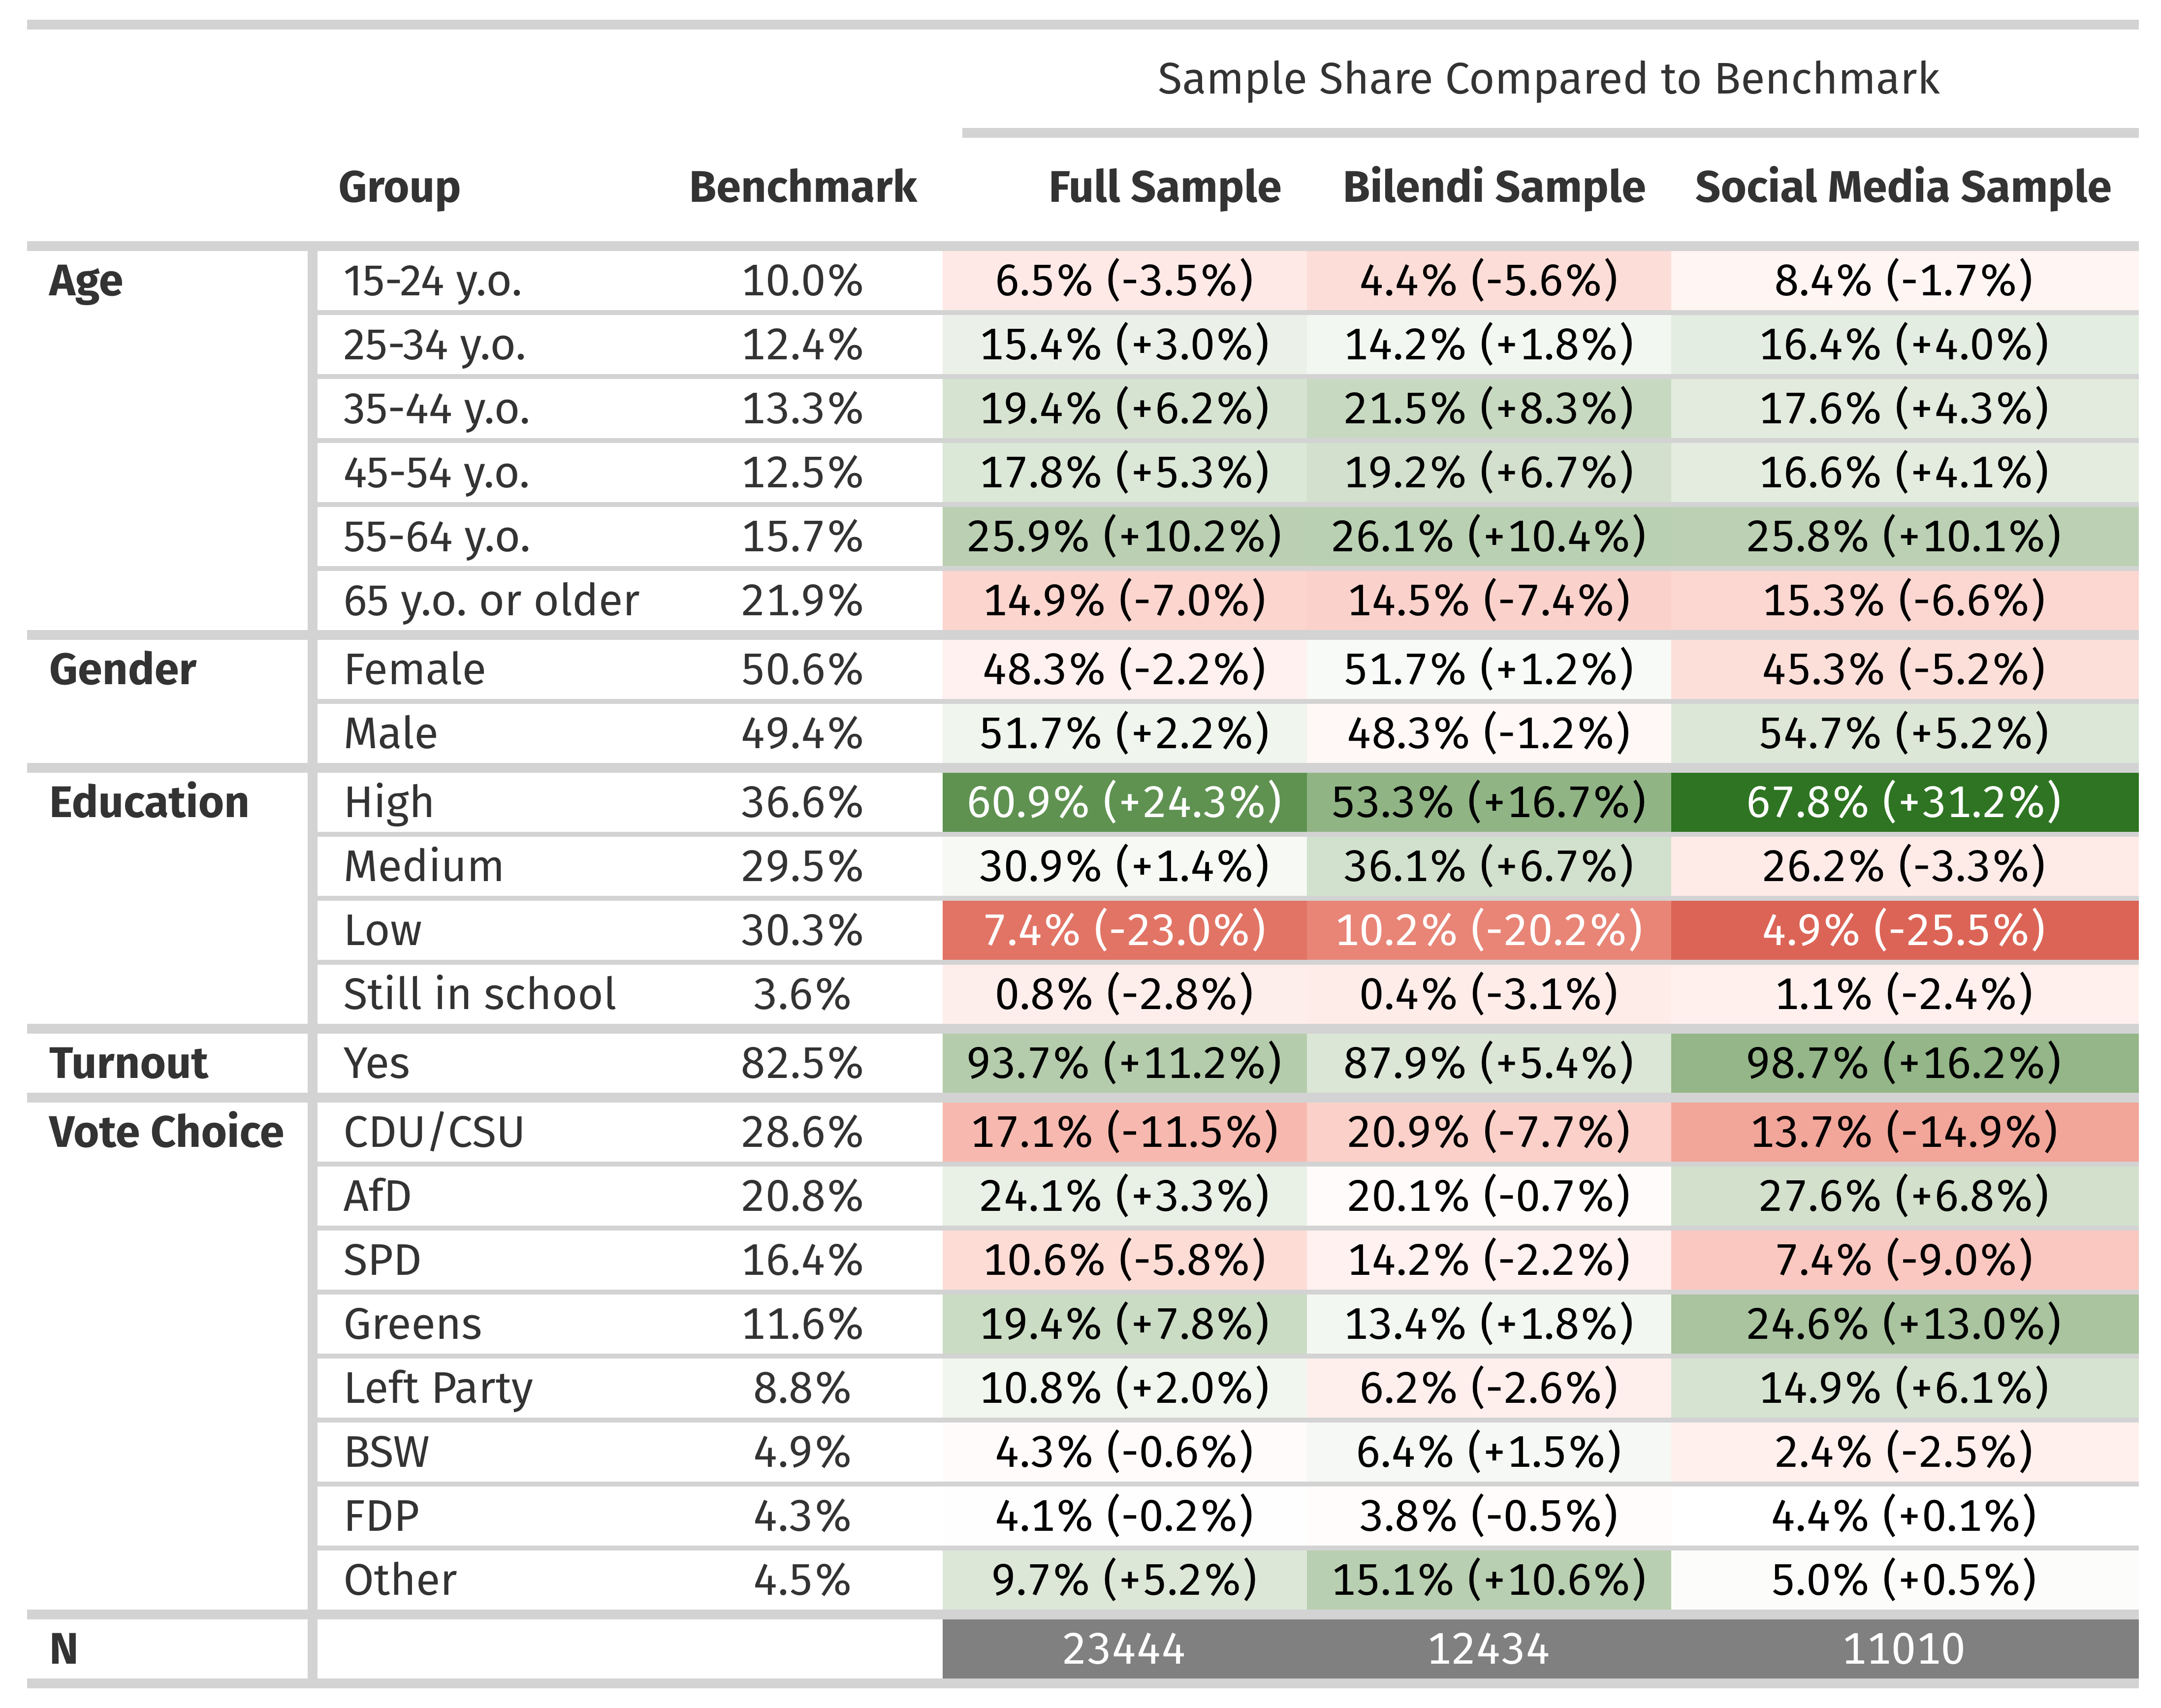 Sample Share Compared to Benchmark
Group Benchmark Full Sample Bilendi Sample Social Media Sample
Age 15-24 y.o. 10.0% 6.5% (-3.5%) 4.4% (-5.6%) 8.4% (-1.7%)
25-34 y.o. 12.4% 15.4% (+3.0%) 14.2% (+1.8%) 16.4% (+4.0%)
35-44 y.o. 13.3% 19.4% (+6.2%) 21.5% (+8.3%) 17.6% (+4.3%)
45-54 y.o. 12.5% 17.8% (+5.3%) 19.2% (+6.7%) 16.6% (+4.1%)
55-64 y.o. 15.7% 25.9% (+10.2%) 26.1% (+10.4%) 25.8% (+10.1%)
65 y.o. or older 21.9% 14.9% (-7.0%) 14.5% (-7.4%) 15.3% (-6.6%)
Gender Female 50.6% 48.3% (-2.2%) 51.7% (+1.2%) 45.3% (-5.2%)
Male 49.4% 51.7% (+2.2%) 48.3% (-1.2%) 54.7% (+5.2%)
Education High 36.6% 60.9% (+24.3%) 53.3% (+16.7%) 67.8% (+31.2%)
Medium 29.5% 30.9% (+1.4%) 36.1% (+6.7%) 26.2% (-3.3%)
Low 30.3% 7.4% (-23.0%) 10.2% (-20.2%) 4.9% (-25.5%)
Still in school 3.6% 0.8% (-2.8%) 0.4% (-3.1%) 1.1% (-2.4%)
Turnout Yes 82.5% 93.7% (+11.2%) 87.9% (+5.4%) 98.7% (+16.2%)
Vote Choice CDU/CSU 28.6% 17.1% (-11.5%) 20.9% (-7.7%) 13.7% (-14.9%)
AfD 20.8% 24.1% (+3.3%) 20.1% (-0.7%) 27.6% (+6.8%)
SPD 16.4% 10.6% (-5.8%) 14.2% (-2.2%) 7.4% (-9.0%)
Greens 11.6% 19.4% (+7.8%) 13.4% (+1.8%) 24.6% (+13.0%)
Left Party 8.8% 10.8% (+2.0%) 6.2% (-2.6%) 14.9% (+6.1%)
BSW 4.9% 4.3% (-0.6%) 6.4% (+1.5%) 2.4% (-2.5%)
FDP 4.3% 4.1% (-0.2%) 3.8% (-0.5%) 4.4% (+0.1%)
Other 4.5% 9.7% (+5.2%) 15.1% (+10.6%) 5.0% (+0.5%)
N 23444 12434 11010